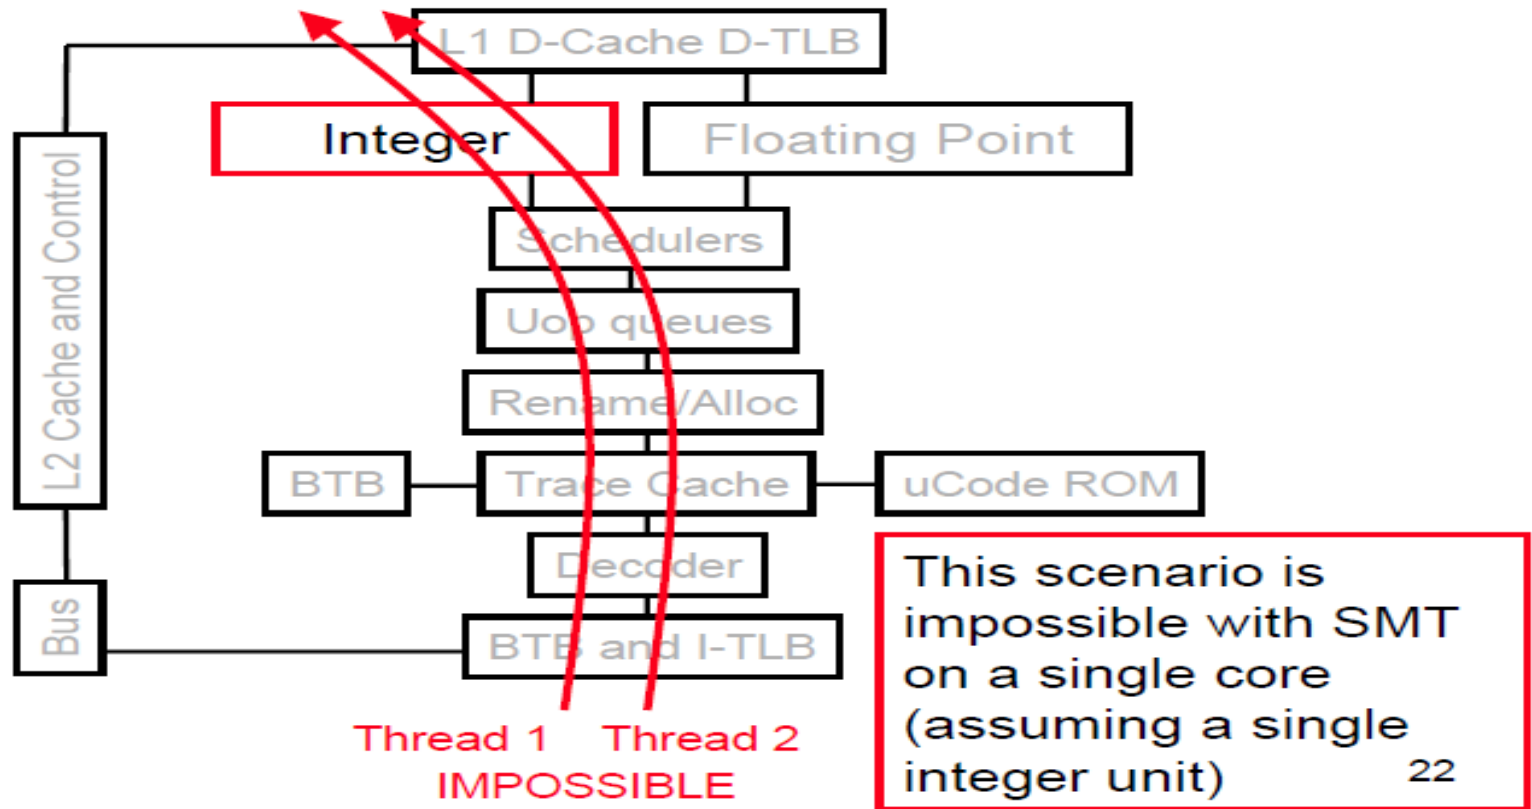 L1 D-Cache D-TLB
Integer
Floating Point
L2 Cache and Control
Schedulers
Uop queues
Rename/Alloc
BTB
Trace Cache
uCode ROM
Decoder
Bus
BTB and I-TLB
Thread 1
Thread 2
IMPOSSIBLE
This scenario is
impossible with SMT
on a single core
(assuming a single
integer unit)
22